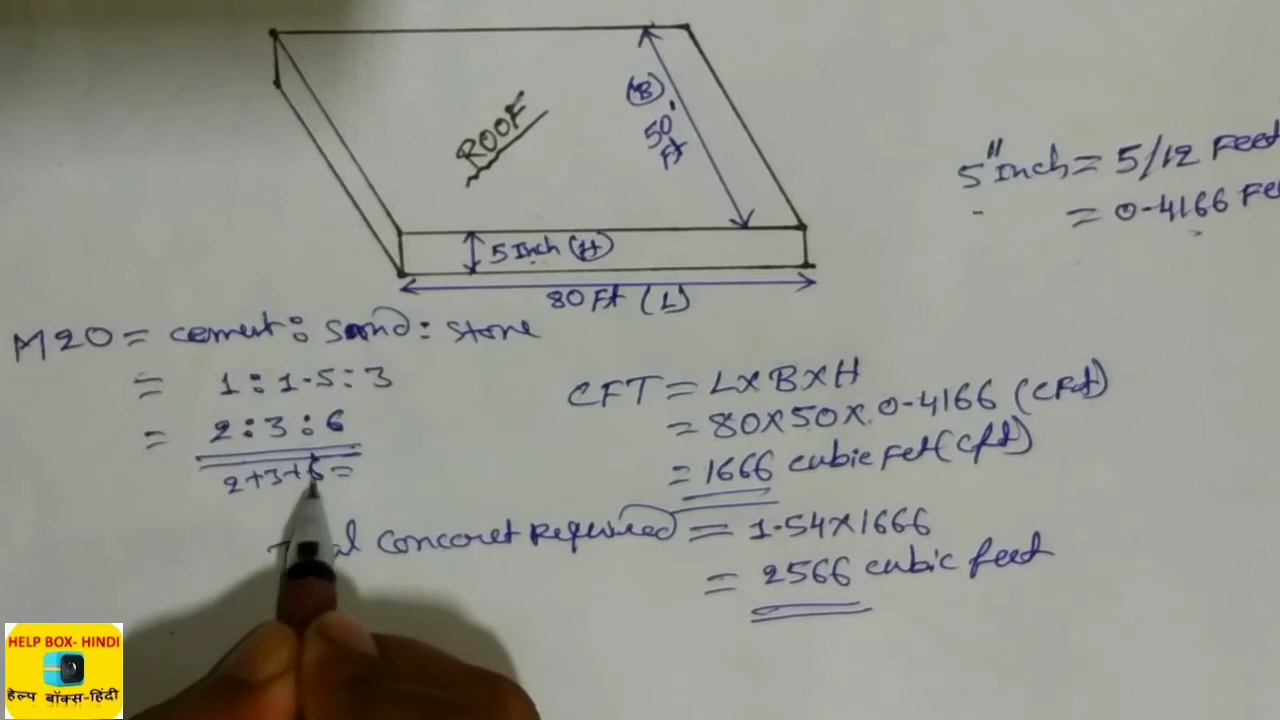 ROOF
(B)
50'
Ft
5 Inch (H)
80 Ft (L)
5" Inch = 5/12 Feet
= 0.4166 Fe
M20 = cement : Sand : stone
= 1 : 1.5 : 3
= 2 : 3 : 6
2+3+6=
CFT = L x B x H
= 80 x 50 x 0.4166 (CFt)
= 1666 cubic Feet (cft)
concret Required = 1.54 x 1666
= 2566 cubic feet
HELP BOX- HINDI
हेल्प बॉक्स-हिंदी